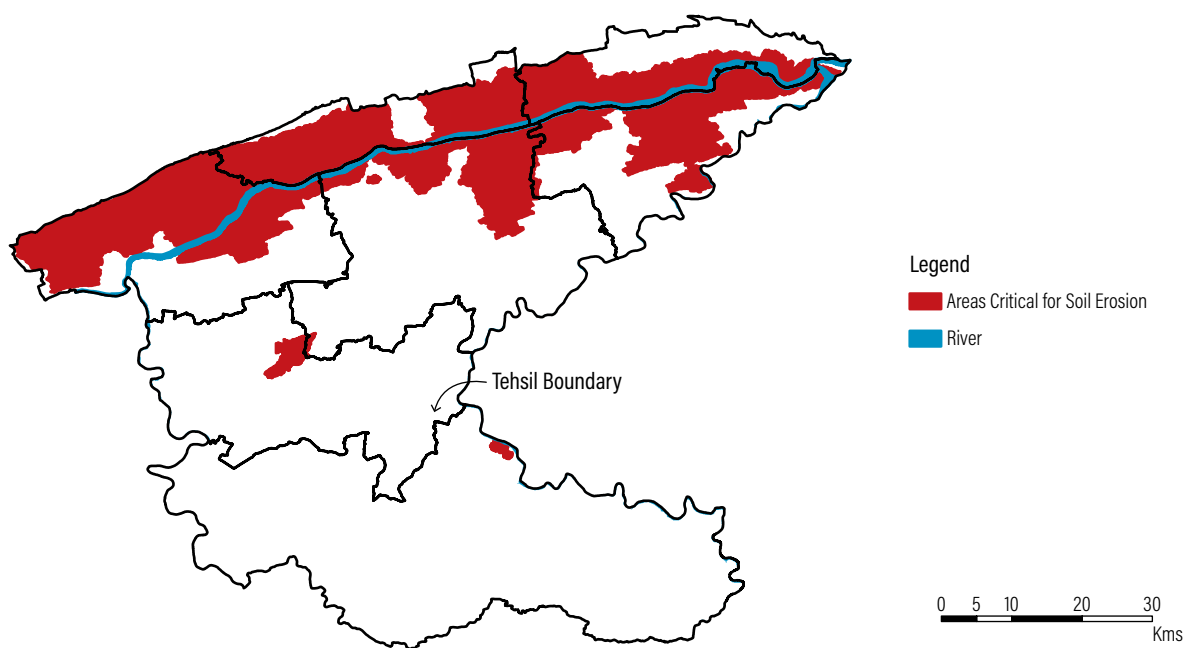 Legend
Areas Critical for Soil Erosion
River
Tehsil Boundary
0 5 10 20 30
Kms